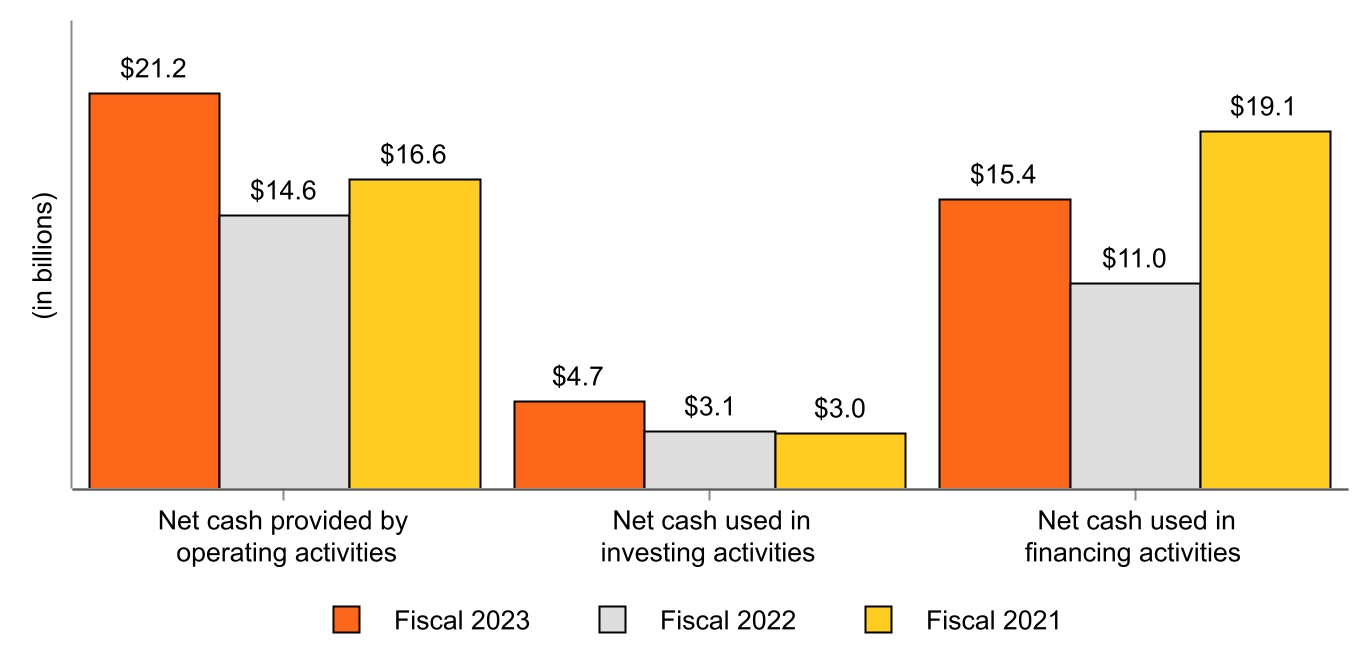 (in billions)
$21.2
$14.6
$16.6
$4.7
$3.1
$3.0
$15.4
$11.0
$19.1
Net cash provided by
operating activities
Net cash used in
investing activities
Net cash used in
financing activities
Fiscal 2023
Fiscal 2022
Fiscal 2021